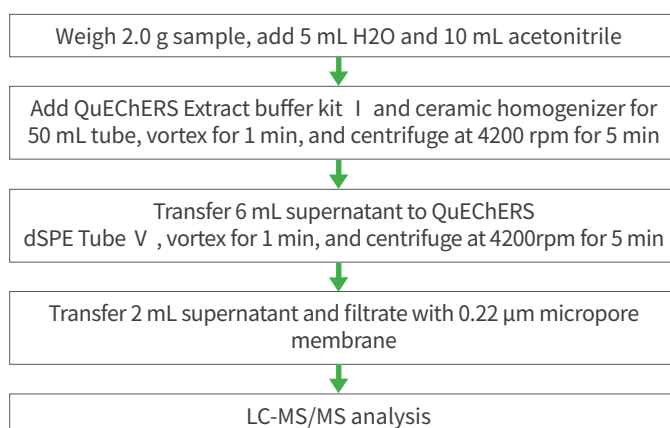 Weigh 2.0 g sample, add 5 mL H2O and 10 mL acetonitrile
Add QuEChERS Extract buffer kit Ⅰ and ceramic homogenizer for
50 mL tube, vortex for 1 min, and centrifuge at 4200 rpm for 5 min
Transfer 6 mL supernatant to QuEChERS
dSPE Tube Ⅴ, vortex for 1 min, and centrifuge at 4200rpm for 5 min
Transfer 2 mL supernatant and filtrate with 0.22 μm micropore
membrane
LC-MS/MS analysis